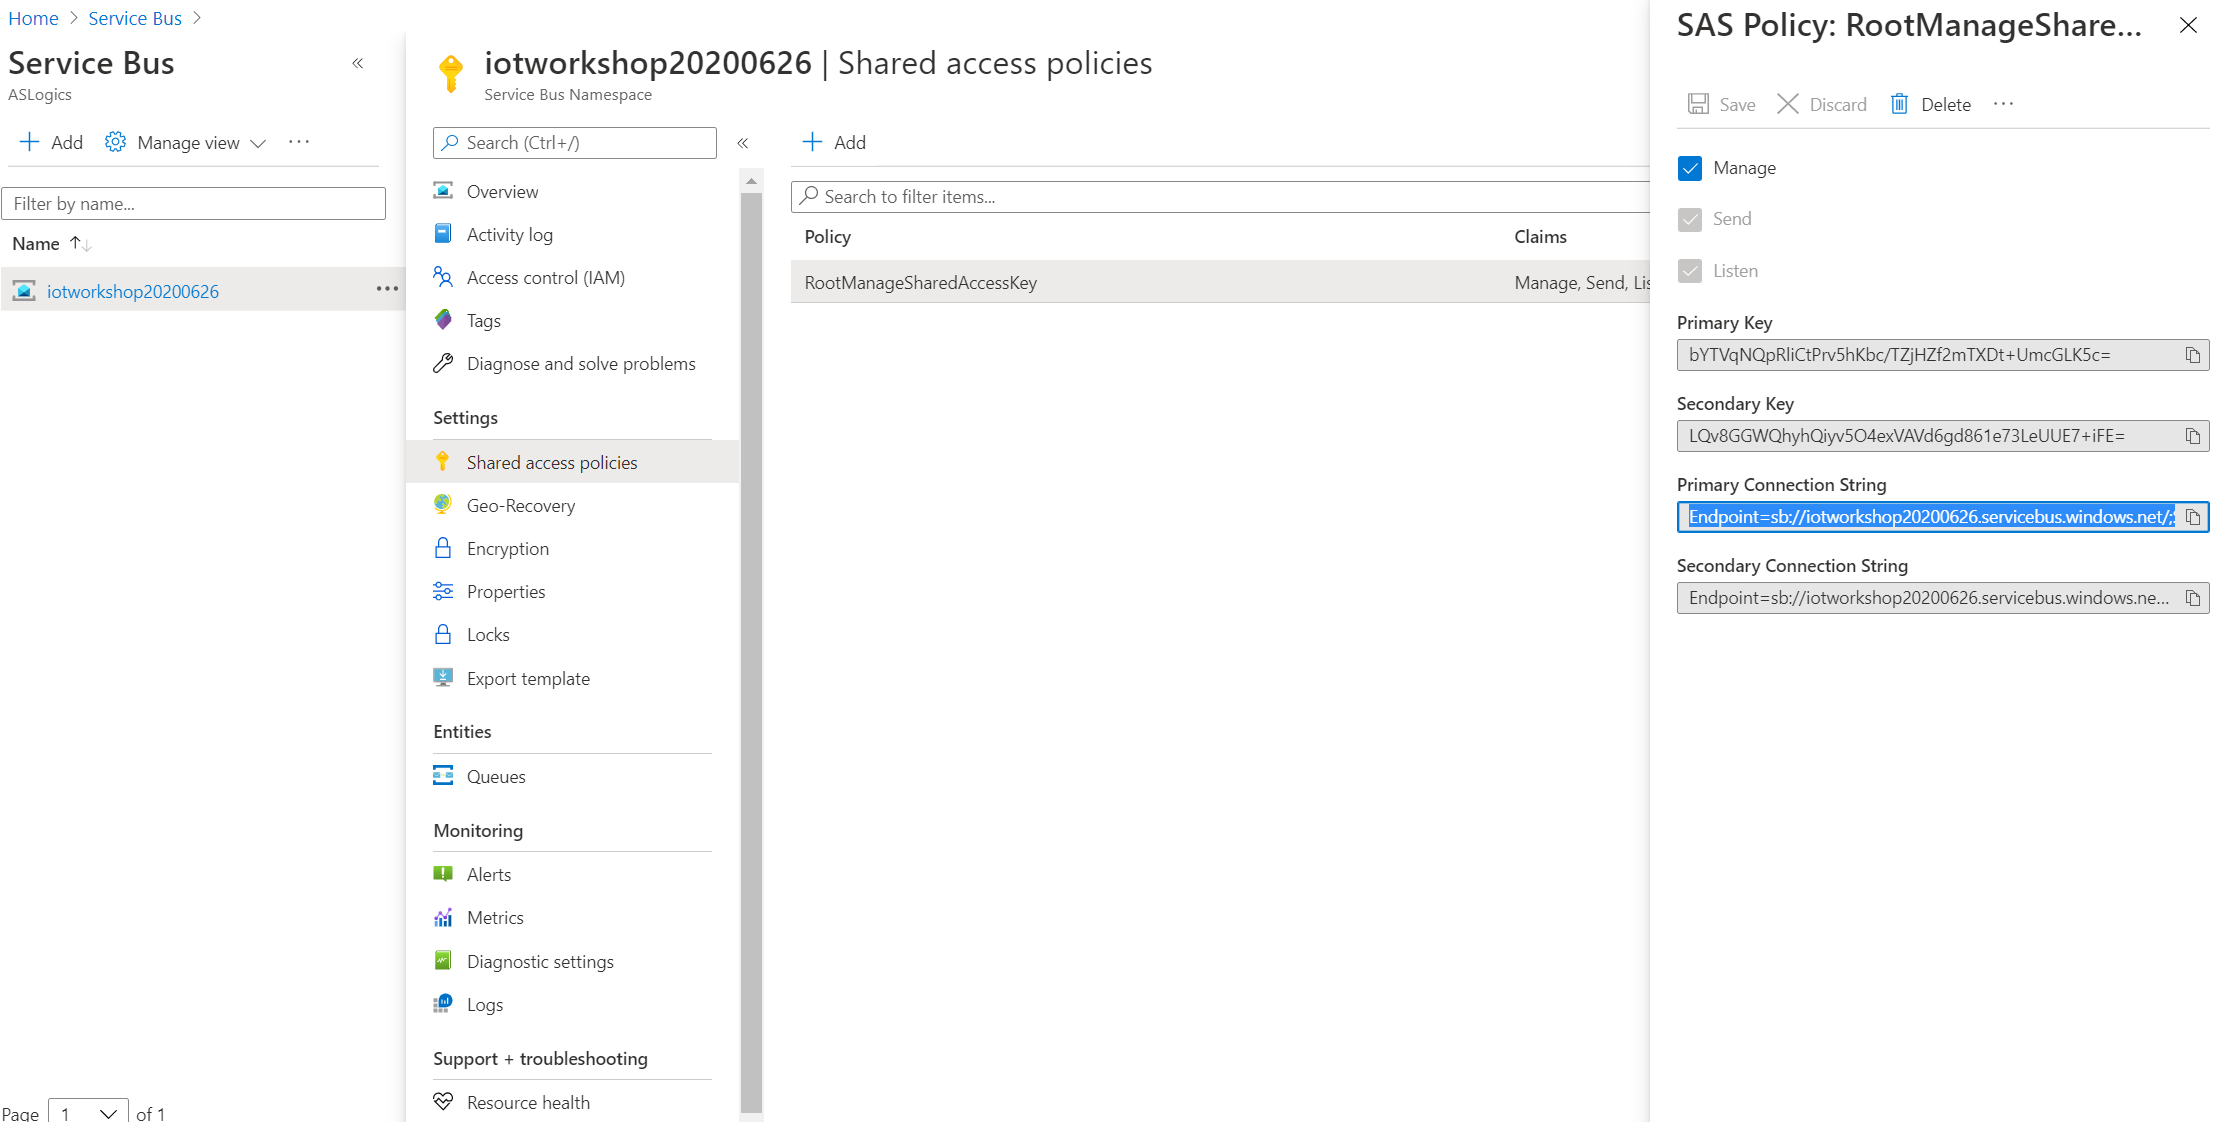 Home > Service Bus >
Service Bus
ASLogics
«
Add
Manage view
...
Filter by name...
Name
iotworkshop20200626
...
Page 1 of 1
iotworkshop20200626 | Shared access policies
Service Bus Namespace
Search (Ctrl+/)
«
Overview
Activity log
Access control (IAM)
Tags
Diagnose and solve problems
Settings
Shared access policies
Geo-Recovery
Encryption
Properties
Locks
Export template
Entities
Queues
Monitoring
Alerts
Metrics
Diagnostic settings
Logs
Support + troubleshooting
Resource health
Add
Search to filter items...
Policy Claims
RootManageSharedAccessKey Manage, Send, Lis
SAS Policy: RootManageShare...
Save Discard Delete ...
Manage
Send
Listen
Primary Key
bYTVqNQpRliCtPrv5hKbc/TZjHZf2mTXDt+UmcGLK5c=
Secondary Key
LQv8GGWQhyhQiyv5O4exVAVd6gd861e73LeUUE7+iFE=
Primary Connection String
Endpoint=sb://iotworkshop20200626.servicebus.windows.net/;S
Secondary Connection String
Endpoint=sb://iotworkshop20200626.servicebus.windows.ne...